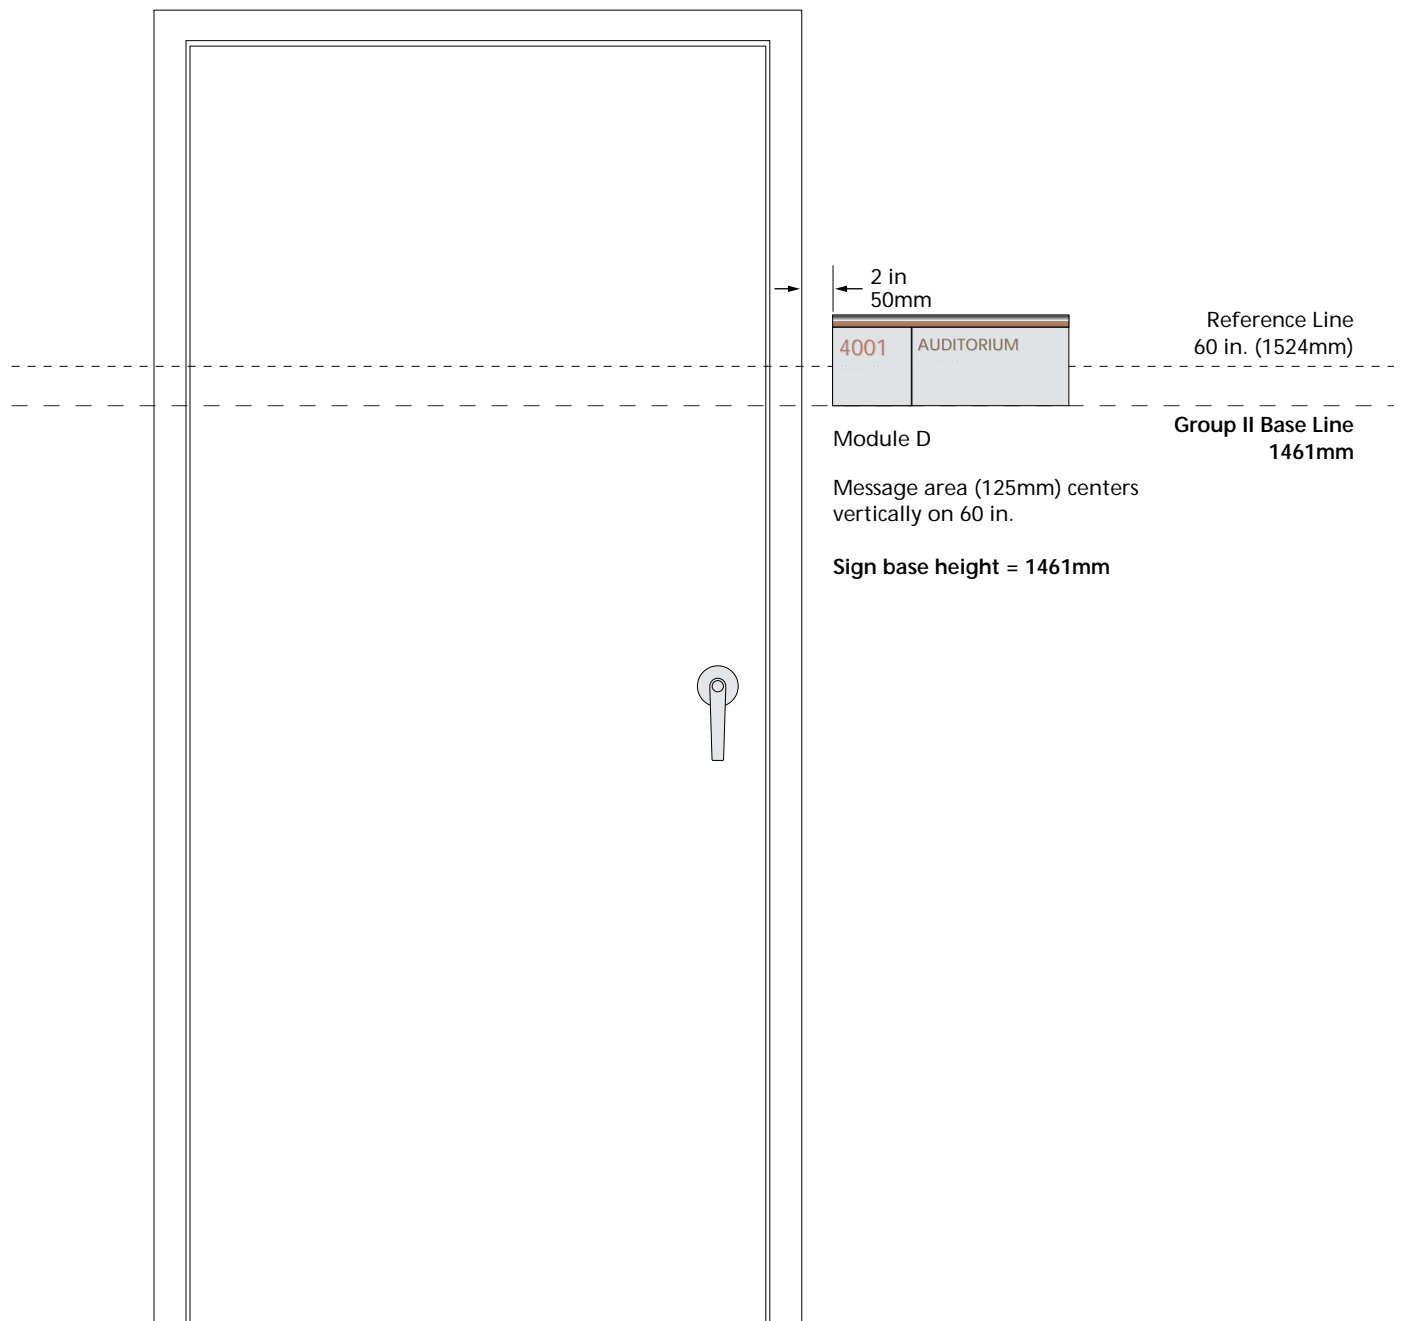 2 in
50mm
Reference Line
60 in. (1524mm)
4001
AUDITORIUM
Group II Base Line
1461mm
Module D
Message area (125mm) centers
vertically on 60 in.
Sign base height = 1461mm